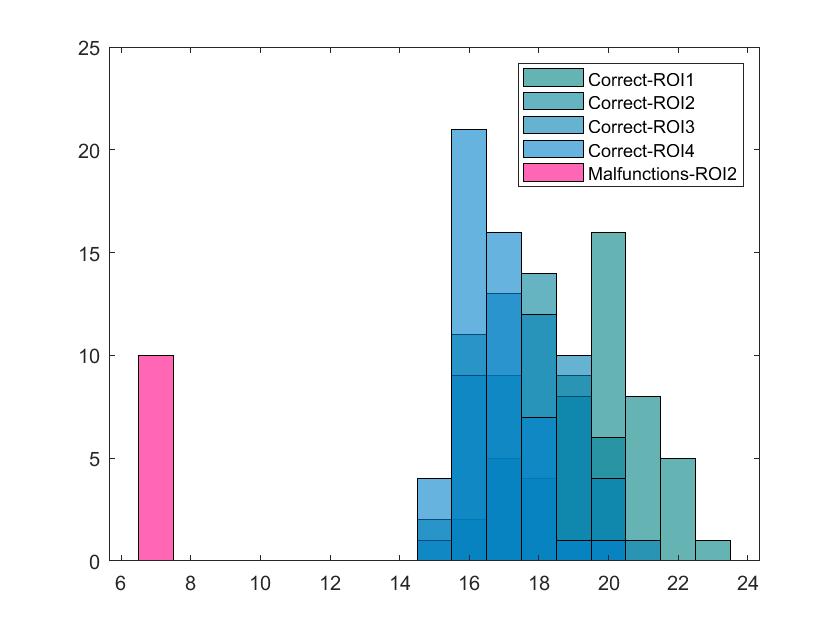 25
20
15
10
5
0
6 8 10 12 14 16 18 20 22 24
Correct-ROI1
Correct-ROI2
Correct-ROI3
Correct-ROI4
Malfunctions-ROI2